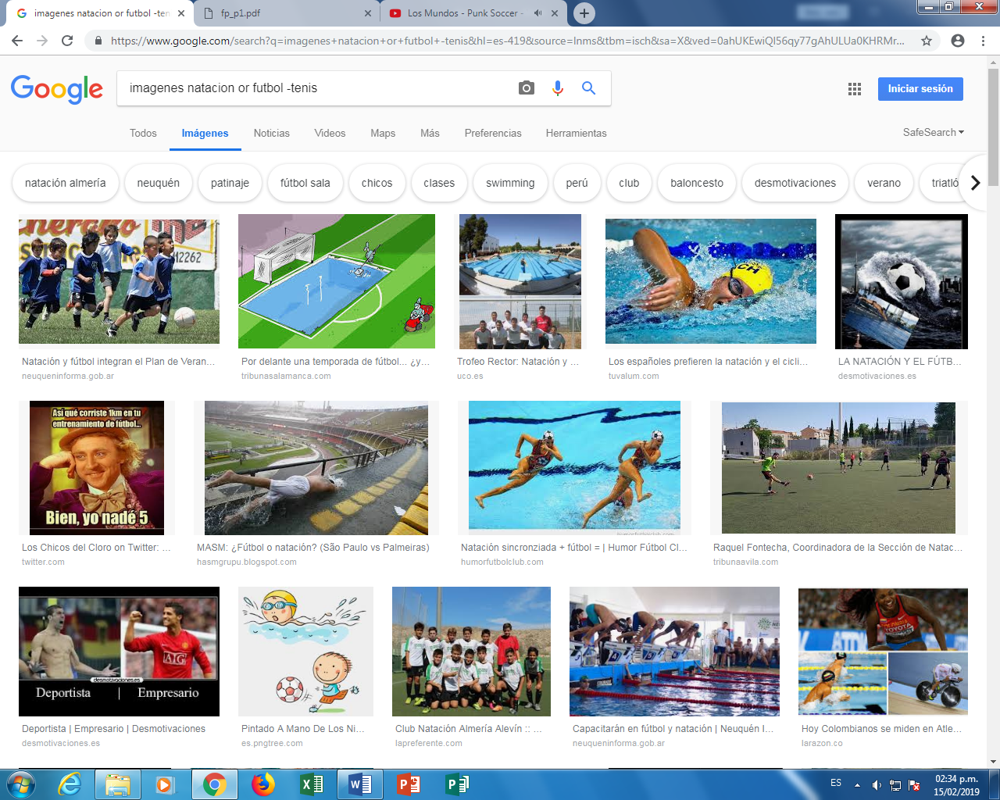 imagenes natacion or futbol -teni
fp_p1.pdf
Los Mundos - Punk Soccer -
https://www.google.com/search?q=imagenes+natacion+or+futbol+-tenis&hl=es-419&source=lnms&tbm=isch&sa=X&ved=0ahUKEwiQl56qy77gAhULUa0KHRMr...
Google
imagenes natacion or futbol -tenis
Iniciar sesión
Todos
Imágenes
Noticias
Videos
Maps
Más
Preferencias
Herramientas
SafeSearch
natación almería
neuquén
patinaje
fútbol sala
chicos
clases
swimming
perú
club
baloncesto
desmotivaciones
verano
triatló
12262
CH
Natación y fútbol integran el Plan de Veran...
neuqueninforma.gob.ar
Por delante una temporada de fútbol... ¿y...
tribunasalamanca.com
Trofeo Rector: Natación y ...
uco.es
Los españoles prefieren la natación y el cicli...
tuvalum.com
LA NATACIÓN Y EL FÚTB...
desmotivaciones.es
Así qué corriste 1km en tu
entrenamiento de fútbol...
Bien, yo nadé 5
humorfutbolclub.com
Los Chicos del Cloro on Twitter: ...
twitter.com
MASM: ¿Fútbol o natación? (São Paulo vs Palmeiras)
hasmgrupu.blogspot.com
Natación sincronziada + fútbol = | Humor Fútbol Cl...
humorfutbolclub.com
Raquel Fontecha, Coordinadora de la Sección de Natac...
tribunaavila.com
AIG
desmotivaciones.es
Deportista | Empresario
TOYOTA
Deportista | Empresario | Desmotivaciones
desmotivaciones.es
Pintado A Mano De Los Ni...
es.pngtree.com
Club Natación Almería Alevín :: ...
lapreferente.com
Capacitarán en fútbol y natación | Neuquén I...
neuqueninforma.gob.ar
Hoy Colombianos se miden en Atle...
larazon.co
ES
02:34 p.m.
15/02/2019